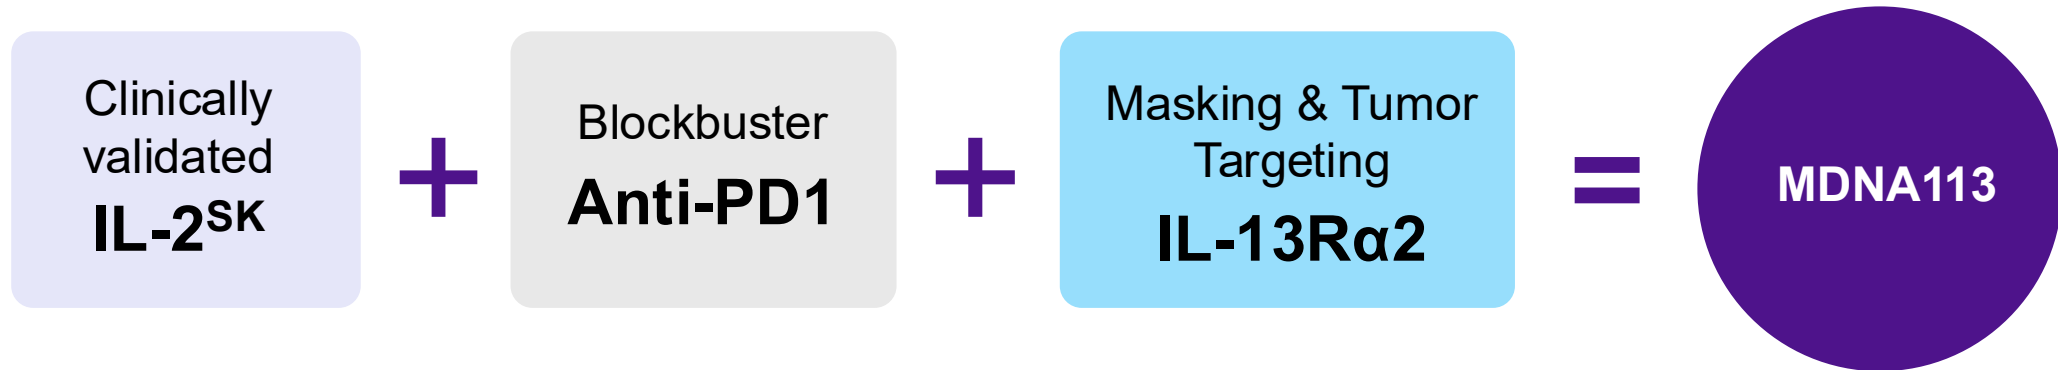 Clinically
validated
IL-2ˢᴷ
+
Blockbuster
Anti-PD1
+
Masking & Tumor
Targeting
IL-13Rα2
=
MDNA113